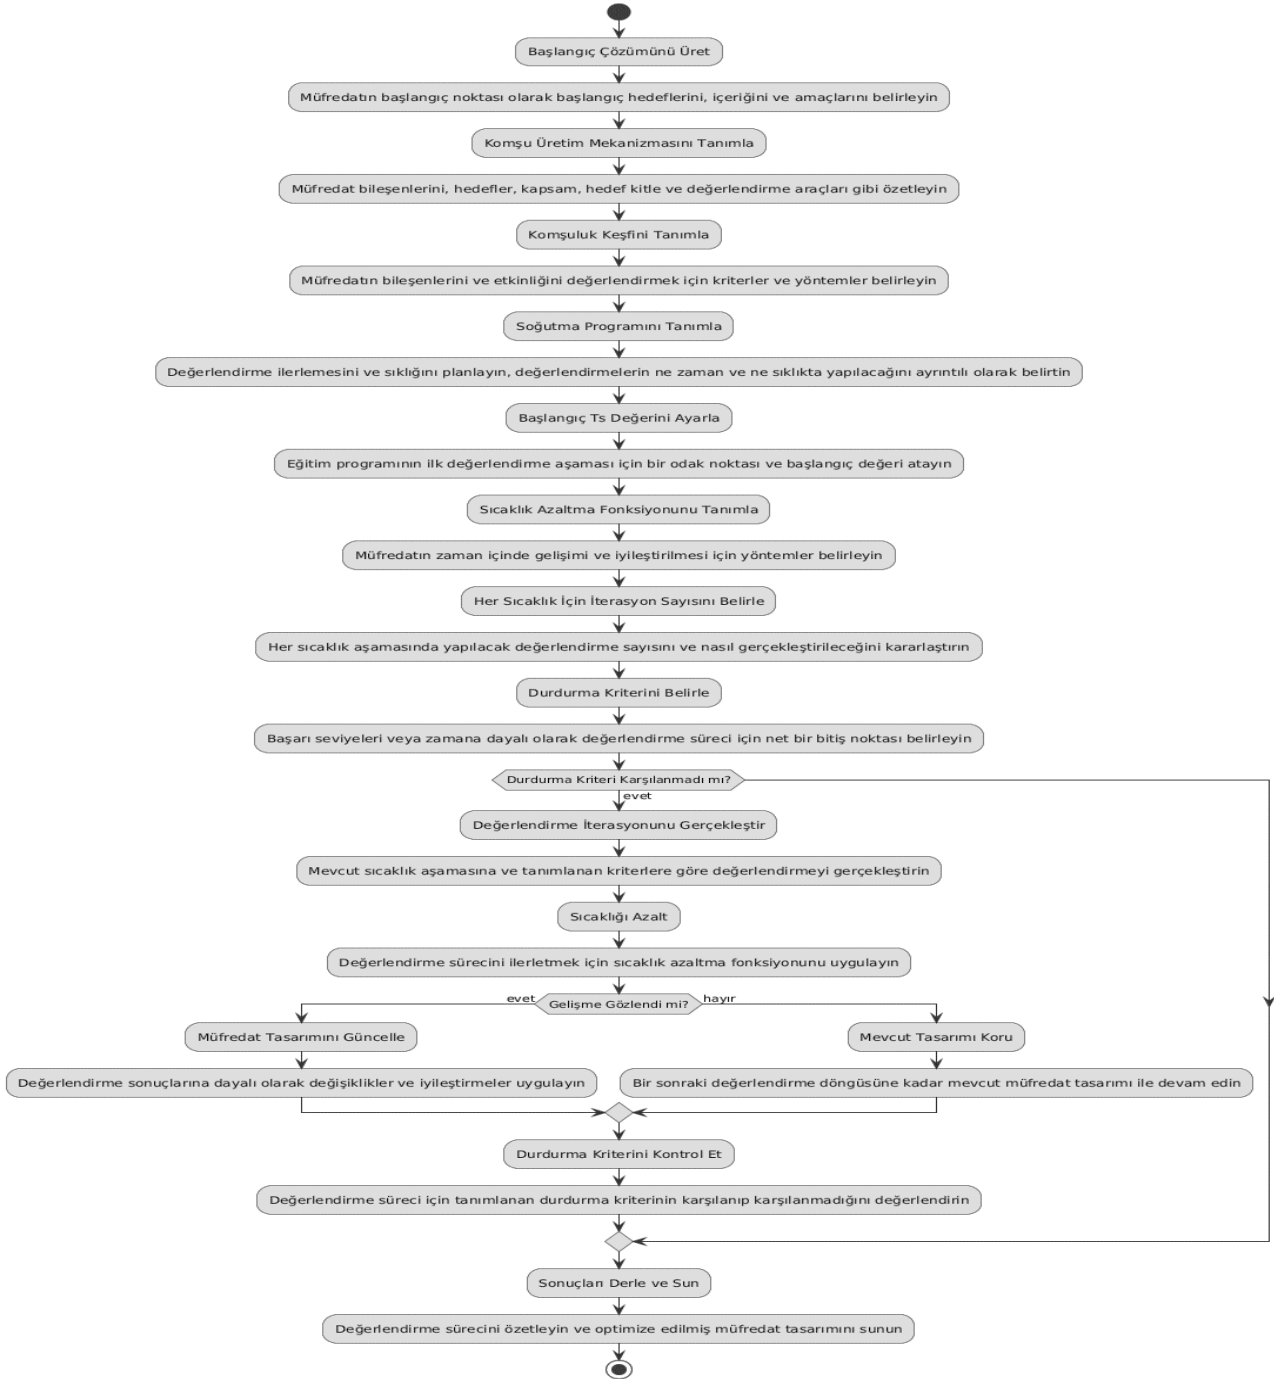 Başlangıç Çözümünü Üret
Müfredatın başlangıç noktası olarak başlangıç hedeflerini, içeriğini ve amaçlarını belirleyin
Komşu Üretim Mekanizmasını Tanımla
Müfredat bileşenlerini, hedefler, kapsam, hedef kitle ve değerlendirme araçları gibi özetleyin
Komşuluk Keşfini Tanımla
Müfredatın bileşenlerini ve etkinliğini değerlendirmek için kriterler ve yöntemler belirleyin
Soğutma Programını Tanımla
Değerlendirme ilerlemesini ve sıklığını planlayın, değerlendirmelerin ne zaman ve ne sıklıkta yapılacağını ayrıntılı olarak belirtin
Başlangıç Ts Değerini Ayarla
Eğitim programının ilk değerlendirme aşaması için bir odak noktası ve başlangıç değeri atayın
Sıcaklık Azaltma Fonksiyonunu Tanımla
Müfredatın zaman içinde gelişimi ve iyileştirilmesi için yöntemler belirleyin
Her Sıcaklık İçin İterasyon Sayısını Belirle
Her sıcaklık aşamasında yapılacak değerlendirme sayısını ve nasıl gerçekleştirileceğini kararlaştırın
Durdurma Kriterini Belirle
Başarı seviyeleri veya zamana dayalı olarak değerlendirme süreci için net bir bitiş noktası belirleyin
Durdurma Kriteri Karşılanmadı mı?
evet
Değerlendirme İterasyonunu Gerçekleştir
Mevcut sıcaklık aşamasına ve tanımlanan kriterlere göre değerlendirmeyi gerçekleştirin
Sıcaklığı Azalt
Değerlendirme sürecini ilerletmek için sıcaklık azaltma fonksiyonunu uygulayın
evet
Gelişme Gözlendi mi?
hayır
Müfredat Tasarımını Güncelle
Mevcut Tasarımı Koru
Değerlendirme sonuçlarına dayalı olarak değişiklikler ve iyileştirmeler uygulayın
Bir sonraki değerlendirme döngüsüne kadar mevcut müfredat tasarımı ile devam edin
Durdurma Kriterini Kontrol Et
Değerlendirme süreci için tanımlanan durdurma kriterinin karşılanıp karşılanmadığını değerlendirin
Sonuçları Derle ve Sun
Değerlendirme sürecini özetleyin ve optimize edilmiş müfredat tasarımını sunun